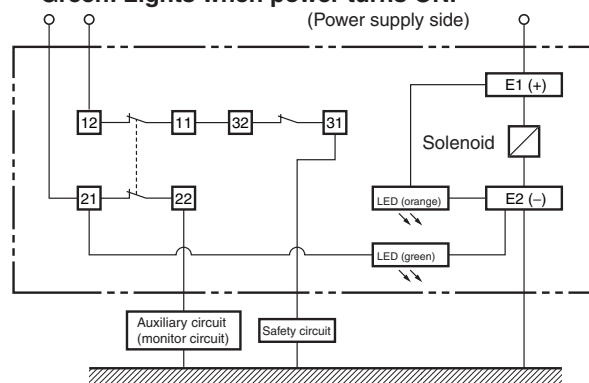 Green: Lights when power turns ON.
(Power supply side)
E1 (+)
12
11
32
31
Solenoid
21
22
LED (orange)
E2 (–)
LED (green)
Auxiliary circuit
(monitor circuit)
Safety circuit